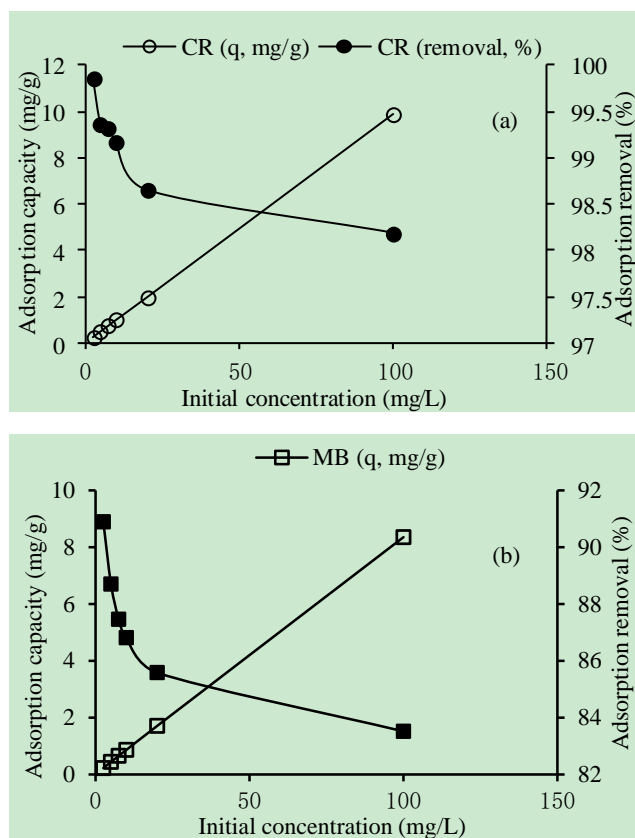 CR (q, mg/g) CR (removal, %)
12 100
10 99.5
8 99
6 98.5
4 98
2 97.5
0 97
Adsorption capacity (mg/g)
Adsorption removal (%)
(a)
0 50 100 150
Initial concentration (mg/L)
MB (q, mg/g)
10 92
8 90
6 88
4 86
2 84
0 82
Adsorption capacity (mg/g)
Adsorption removal (%)
(b)
0 50 100 150
Initial concentration (mg/L)